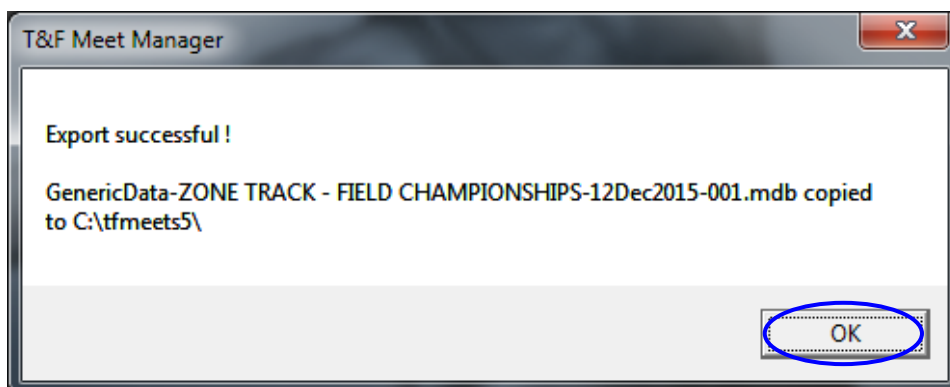 T&F Meet Manager
Export successful !
GenericData-ZONE TRACK - FIELD CHAMPIONSHIPS-12Dec2015-001.mdb copied
to C:\tfmeets5\
OK